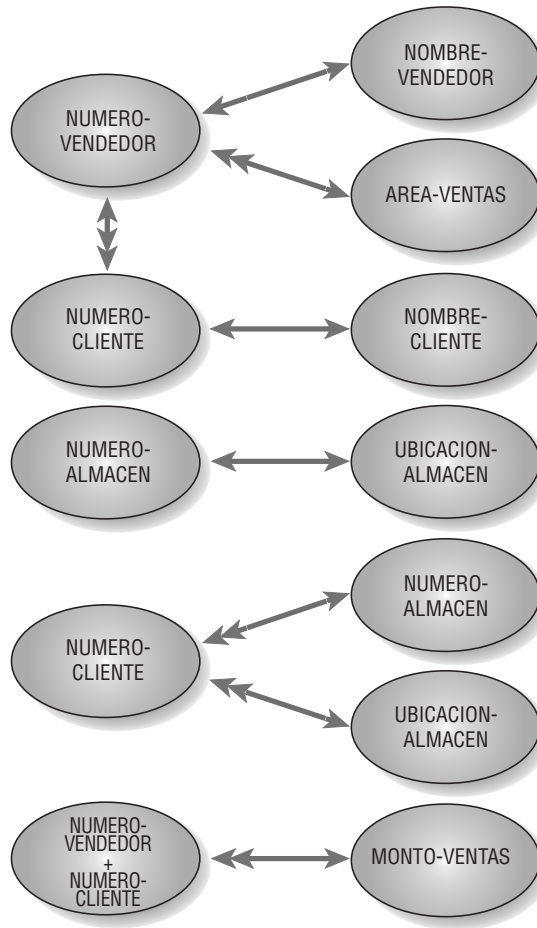 NUMERO-
VENDEDOR
NOMBRE-
VENDEDOR
AREA-VENTAS
NUMERO-
CLIENTE
NOMBRE-
CLIENTE
NUMERO-
ALMACEN
UBICACION-
ALMACEN
NUMERO-
CLIENTE
NUMERO-
ALMACEN
UBICACION-
ALMACEN
NUMERO-
VENDEDOR
+
NUMERO-
CLIENTE
MONTO-VENTAS